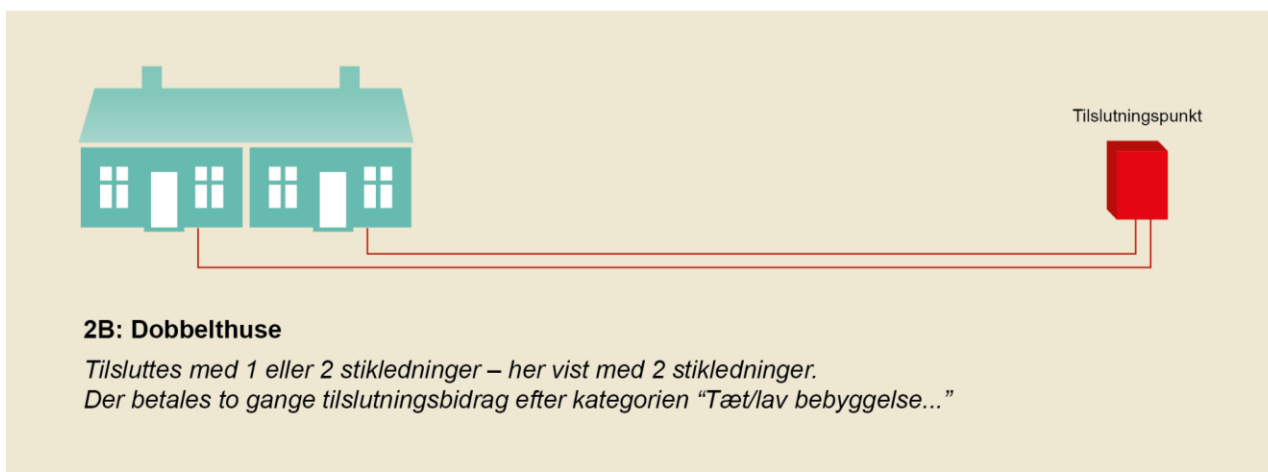 Tilslutningspunkt
2B: Dobbelthuse
Tilsluttes med 1 eller 2 stikledninger – her vist med 2 stikledninger.
Der betales to gange tilslutningsbidrag efter kategorien “Tæt/lav bebyggelse...”